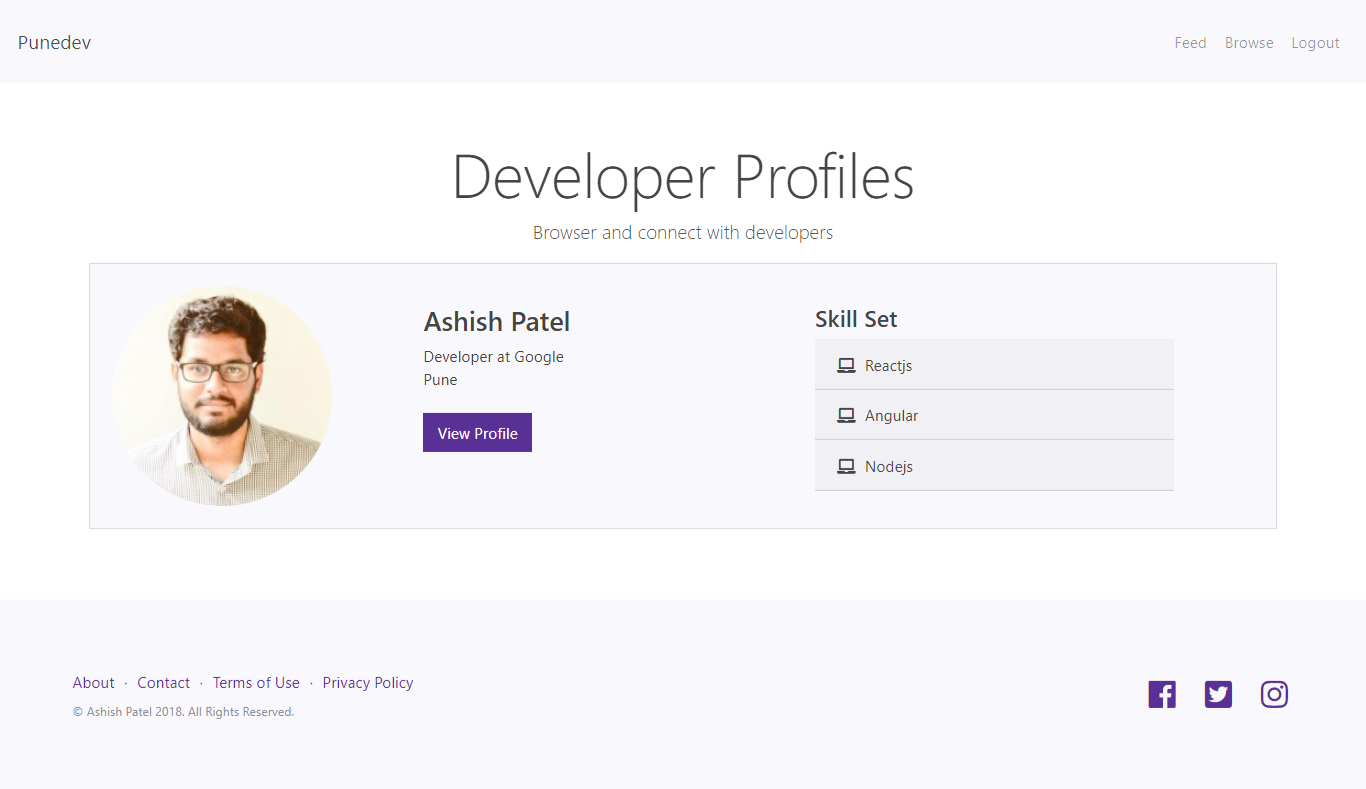 Punedev
Feed Browse Logout
Developer Profiles
Browser and connect with developers
Ashish Patel
Developer at Google
Pune
View Profile
Skill Set
Reactjs
Angular
Nodejs
About · Contact · Terms of Use · Privacy Policy
© Ashish Patel 2018. All Rights Reserved.